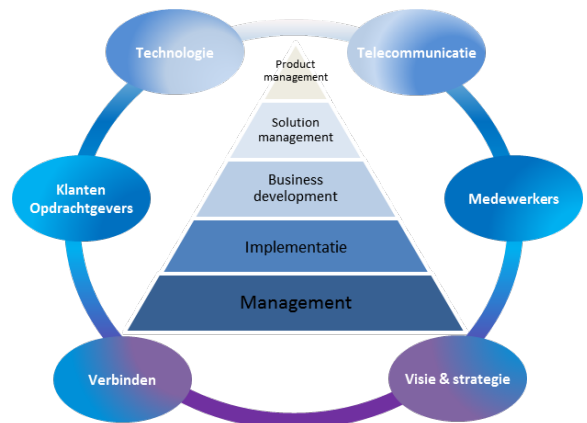 Technologie
Telecommunicatie
Product
management
Solution
management
Klanten
Opdrachtgevers
Business
development
Medewerkers
Implementatie
Management
Verbinden
Visie & strategie